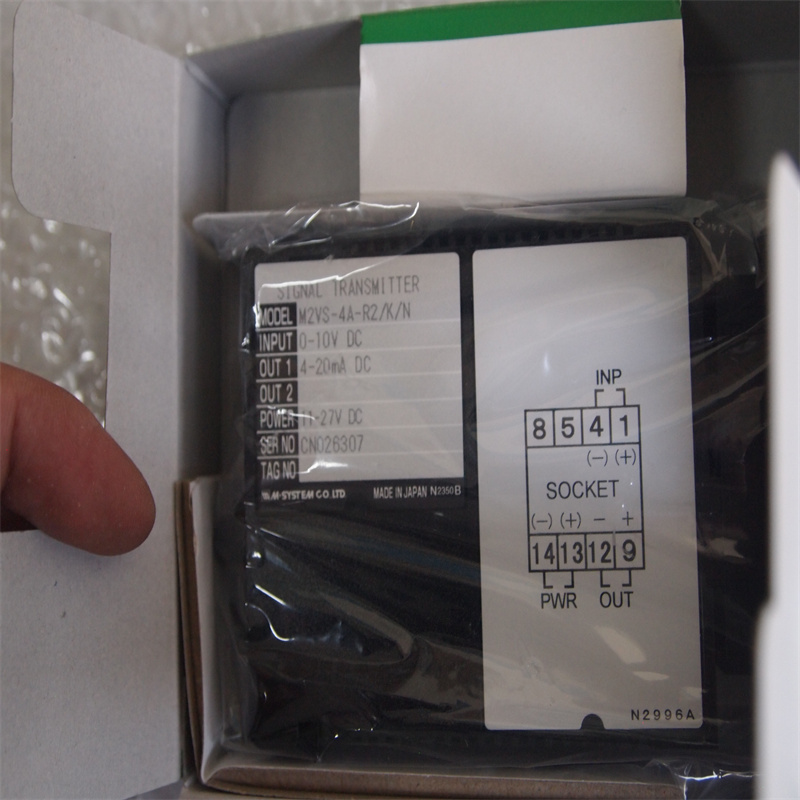 SIGNAL TRANSMITTER
MODEL M2VS-4A-R2/K/N
INPUT 0-10V DC
OUT 1 4-20mA DC
OUT 2
POWER 11-27V DC
SER NO CN026307
TAG NO
M-SYSTEM CO.,LTD MADE IN JAPAN N2350B
INP
8 5 4 1
(−) (+)
SOCKET
(−) (+) − +
14 13 12 9
PWR OUT
N2996A